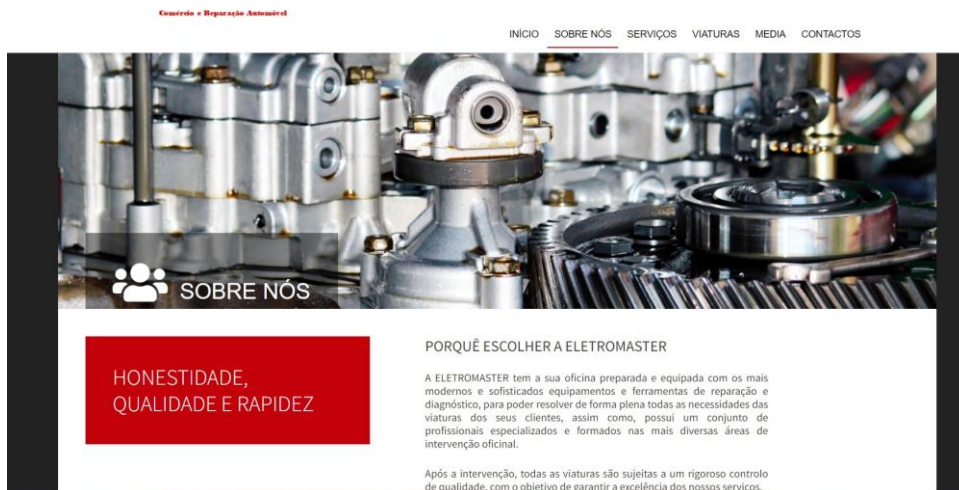 Comércio e Reparação Automóvel
INÍCIO SOBRE NÓS SERVIÇOS VIATURAS MEDIA CONTACTOS
SOBRE NÓS
HONESTIDADE,
QUALIDADE E RAPIDEZ
PORQUÊ ESCOLHER A ELETROMASTER
A ELETROMASTER tem a sua oficina preparada e equipada com os mais
modernos e sofisticados equipamentos e ferramentas de reparação e
diagnóstico, para poder resolver de forma plena todas as necessidades das
viaturas dos seus clientes, assim como, possui um conjunto de
profissionais especializados e formados nas mais diversas áreas de
intervenção oficinal.
Após a intervenção, todas as viaturas são sujeitas a um rigoroso controlo
de qualidade, com o objetivo de garantir a excelência dos nossos serviços.